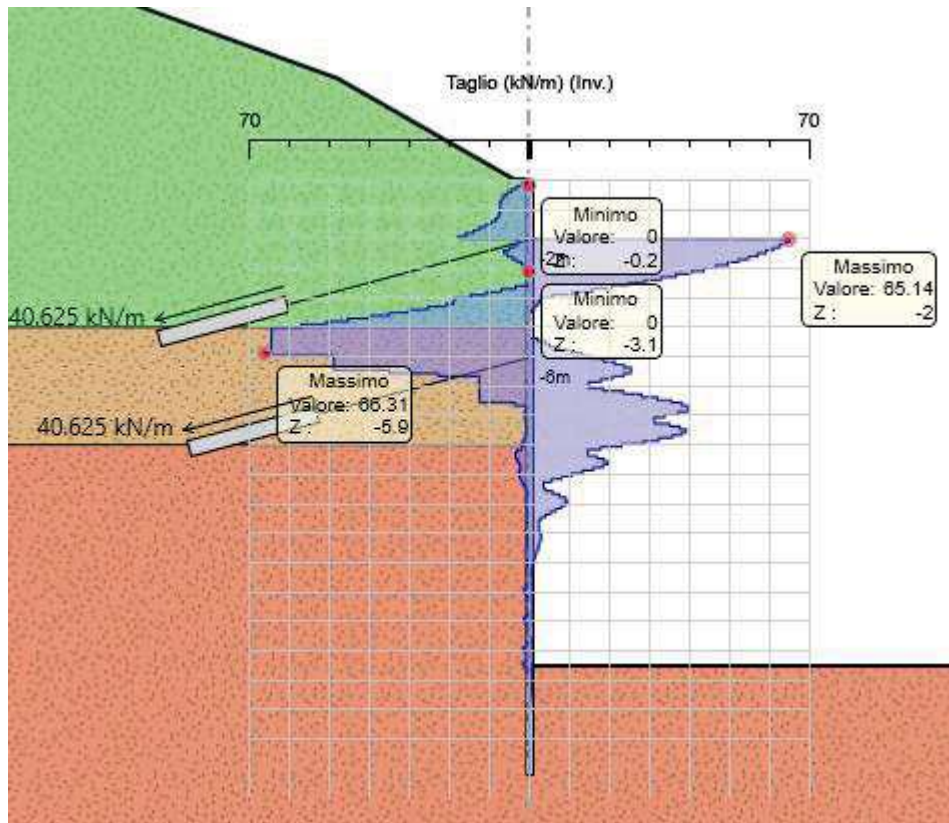 Taglio (kN/m) (Inv.)
70
70
Minimo
Valore: 0
-0.2
-2m
Massimo
Valore: 65.14
Z : -2
Minimo
Valore: 0
Z : -3.1
40.625 kN/m
-6m
Massimo
Valore: 66.31
Z : -5.9
40.625 kN/m